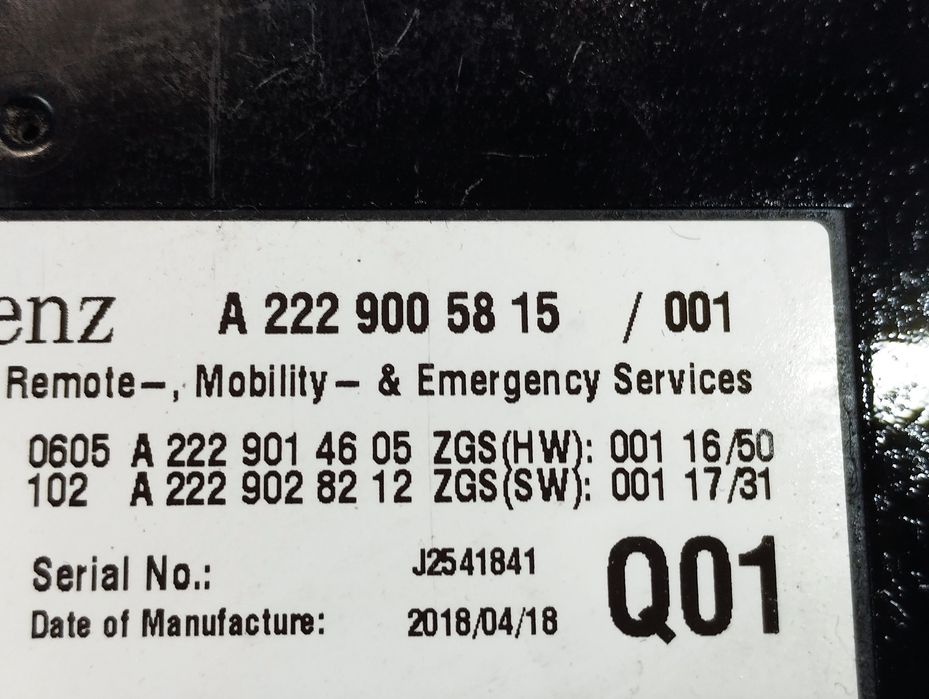 enz A 222 900 58 15 / 001
Remote–, Mobility– & Emergency Services
0605 A 222 901 46 05 ZGS(HW): 001 16/50
102 A 222 902 82 12 ZGS(SW): 001 17/31
Serial No.: J2541841
Date of Manufacture: 2018/04/18
Q01